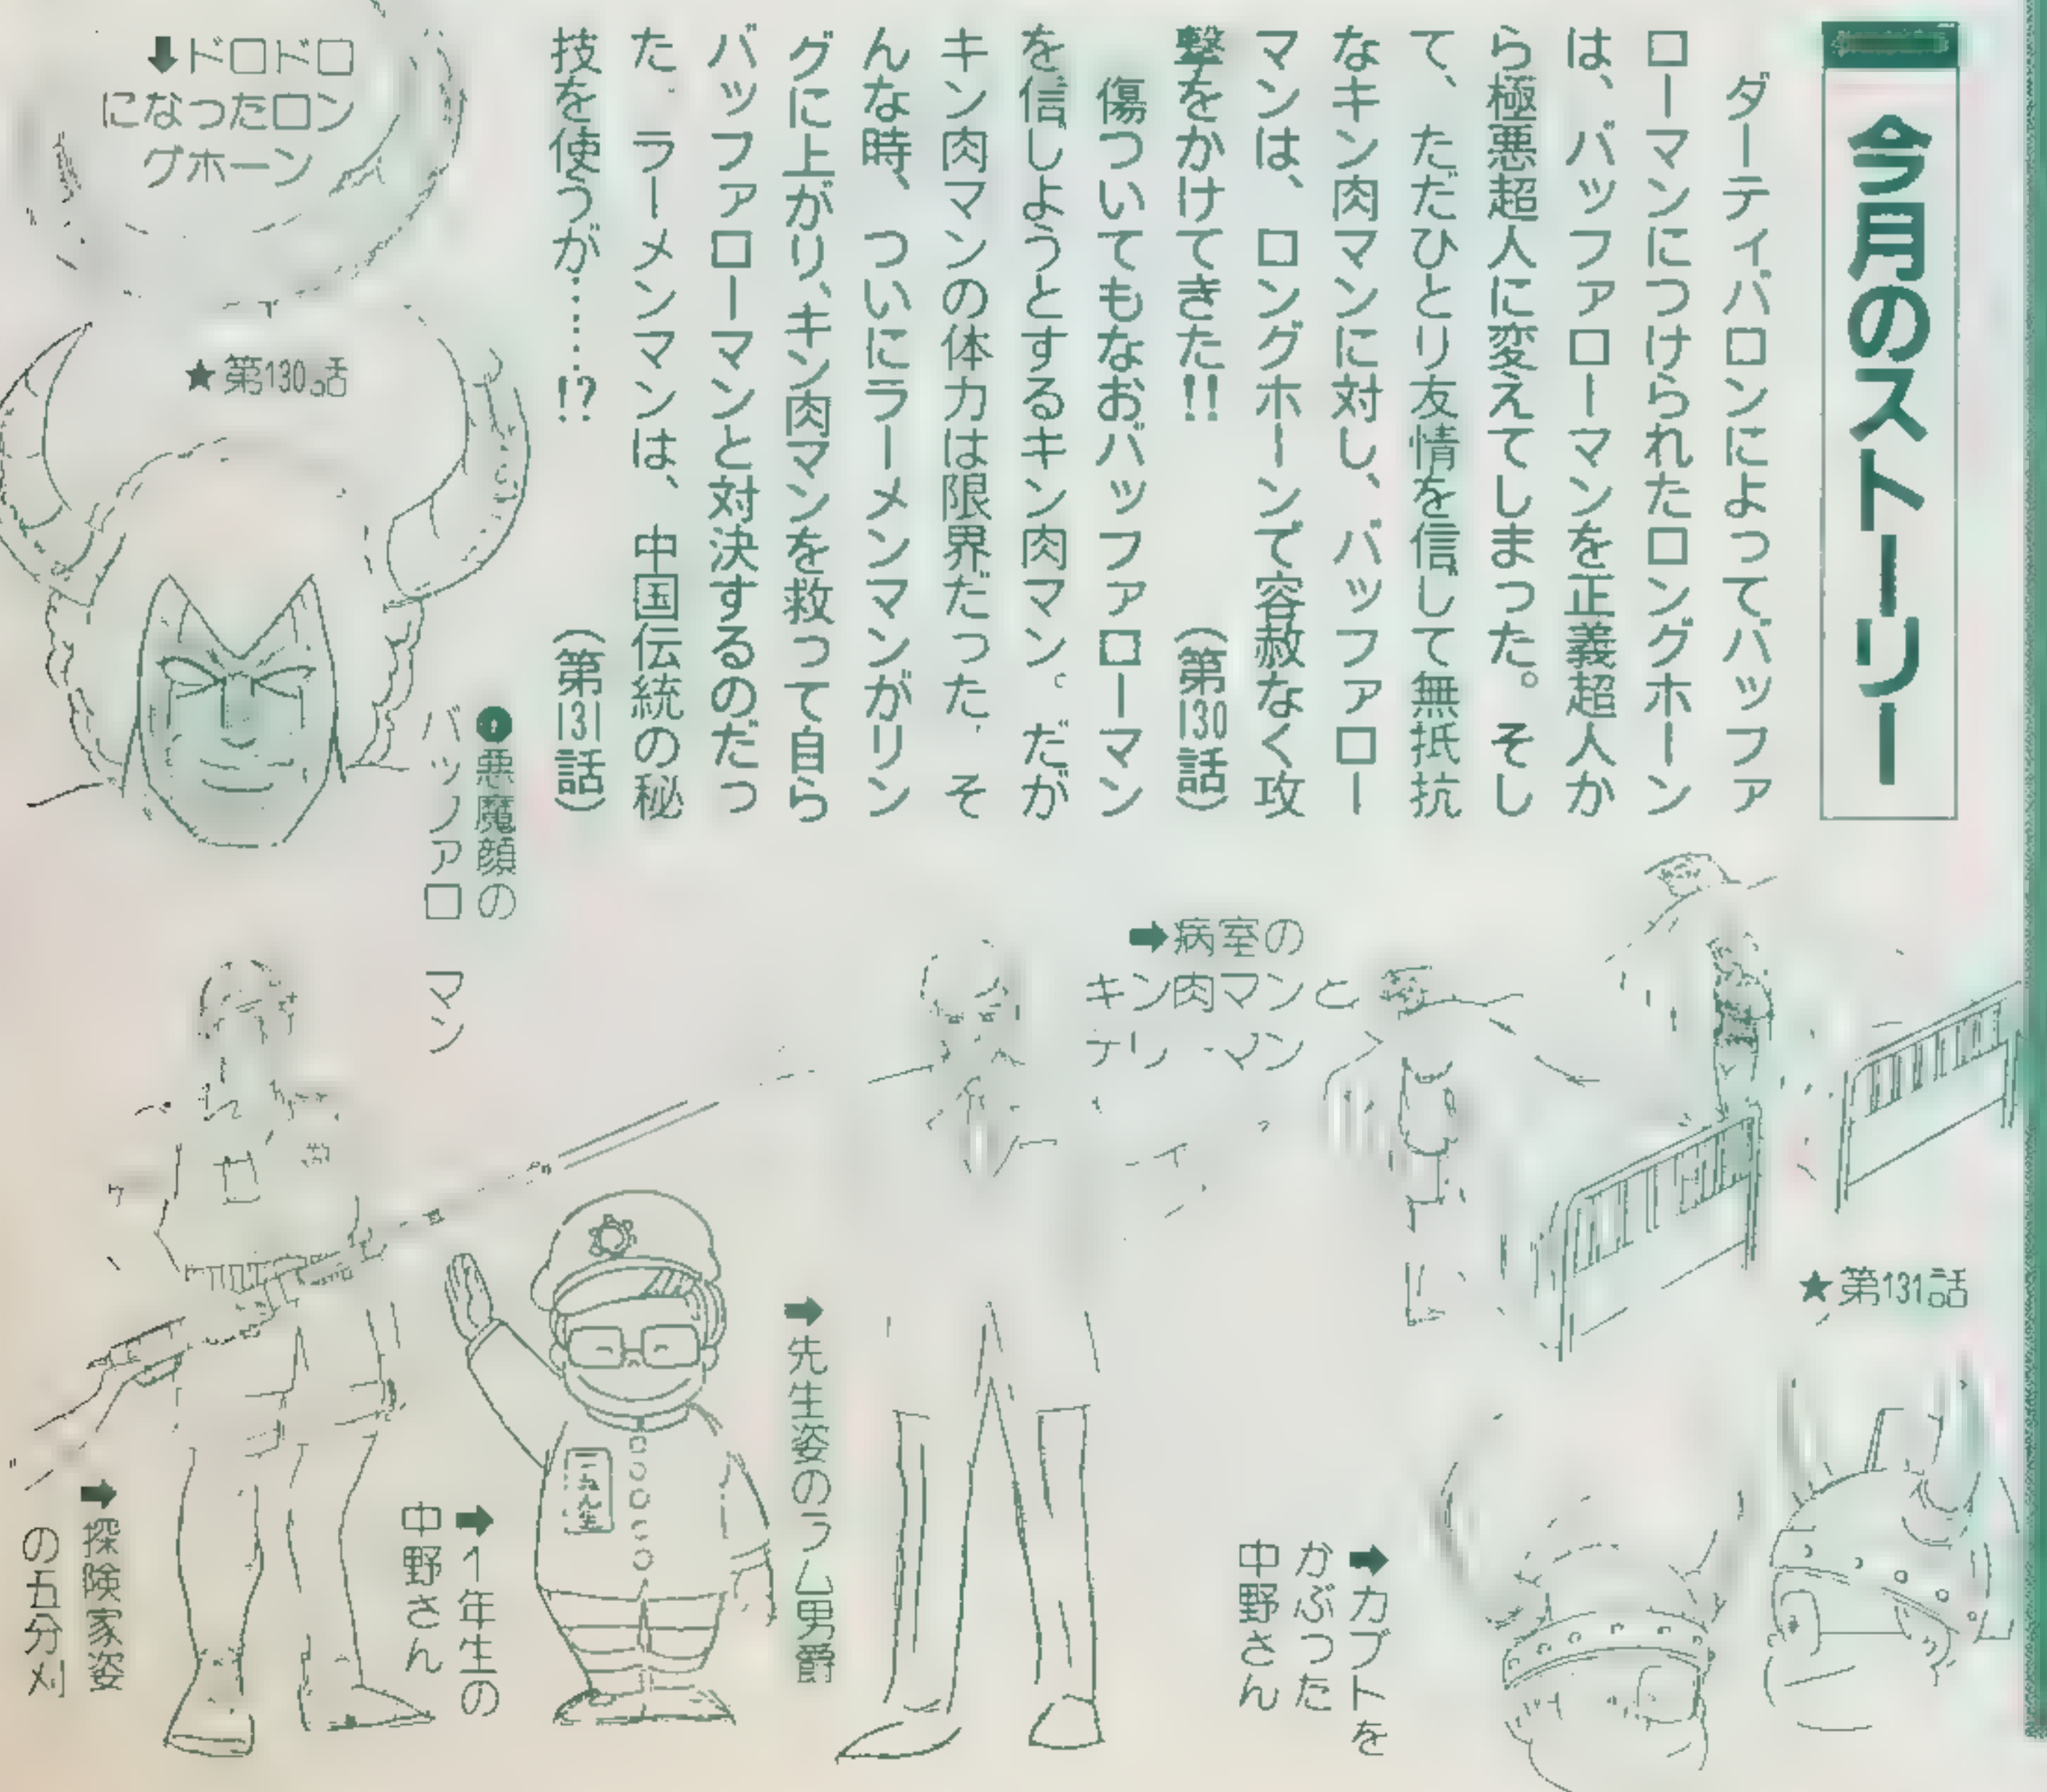 今月のストーリー
ダーティバロンによってバッファ
ローマンにつけられたロングホーン
は、バッファローマンを正義超人か
ら極悪超人に変えてしまった。そし
て、ただひとり友情を信じて無抵抗
なキン肉マンに対し、バッファロー
マンは、ロングホーンで容赦なく攻
撃をかけてきた!!
(第130話)
傷ついてもなおバッファローマン
を信じようとするキン肉マン。だが
キン肉マンの体力は限界だった。そ
んな時、ついにラーメンマンがリン
グに上がり、キン肉マンを救って自ら
バッファローマンと対決するのだっ
た。ラーメンマンは、中国伝統の秘
技を使うが……!?
(第131話)
⬇ドロドロ
になったロン
グホーン
★第130話
悪魔顔の
バッファローマン
➡病室の
キン肉マンと
テリーマン
★第131話
➡カブトを
かぶった
中野さん
➡先生姿のラム男爵
➡1年生の
中野さん
➡探険家姿
の五分刈